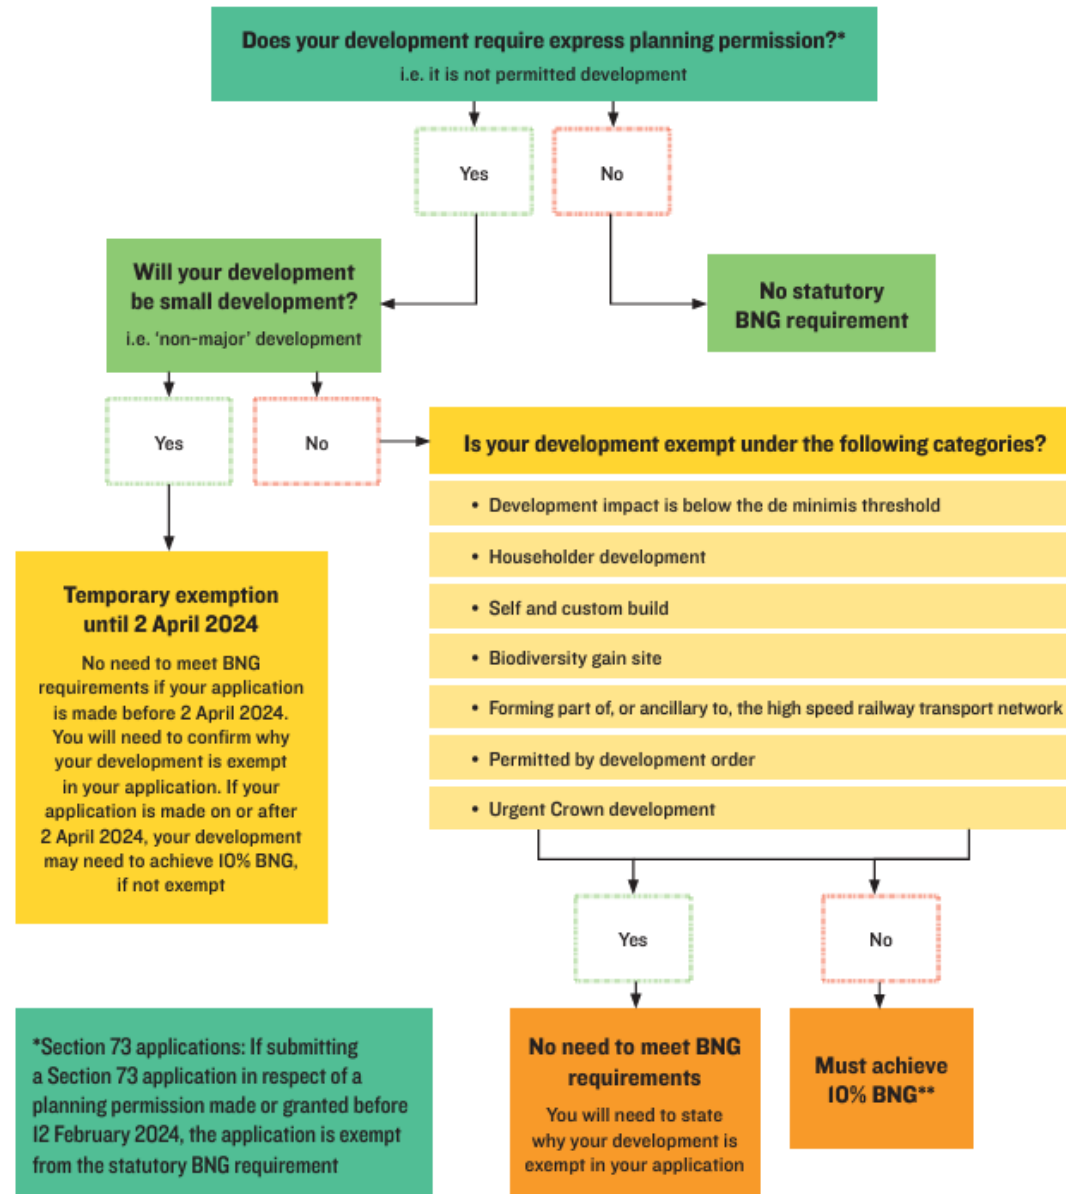 Does your development require express planning permission?*
i.e. it is not permitted development
Yes
No
Will your development
be small development?
i.e. ‘non-major’ development
No statutory
BNG requirement
Yes
No
Is your development exempt under the following categories?
• Development impact is below the de minimis threshold
• Householder development
• Self and custom build
• Biodiversity gain site
• Forming part of, or ancillary to, the high speed railway transport network
• Permitted by development order
• Urgent Crown development
Temporary exemption
until 2 April 2024
No need to meet BNG
requirements if your application
is made before 2 April 2024.
You will need to confirm why
your development is exempt
in your application. If your
application is made on or after
2 April 2024, your development
may need to achieve 10% BNG,
if not exempt
Yes
No
*Section 73 applications: If submitting
a Section 73 application in respect of a
planning permission made or granted before
12 February 2024, the application is exempt
from the statutory BNG requirement
No need to meet BNG
requirements
You will need to state
why your development is
exempt in your application
Must achieve
10% BNG**